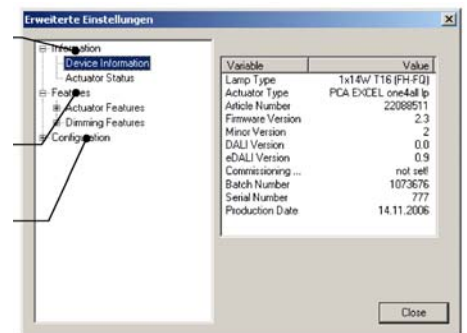 Erweiterte Einstellungen
Information
Device Information
Actuator Status
Features
Actuator Features
Dimming Features
Configuration
Variable Value
Lamp Type 1x14W T16 (FH-FQ)
Actuator Type PCA EXCEL one4all lp
Article Number 22088511
Firmware Version 2.3
Minor Version 2
DALI Version 0.0
eDALI Version 0.9
Commissioning ... not set!
Batch Number 1073676
Serial Number 777
Production Date 14.11.2006
Close